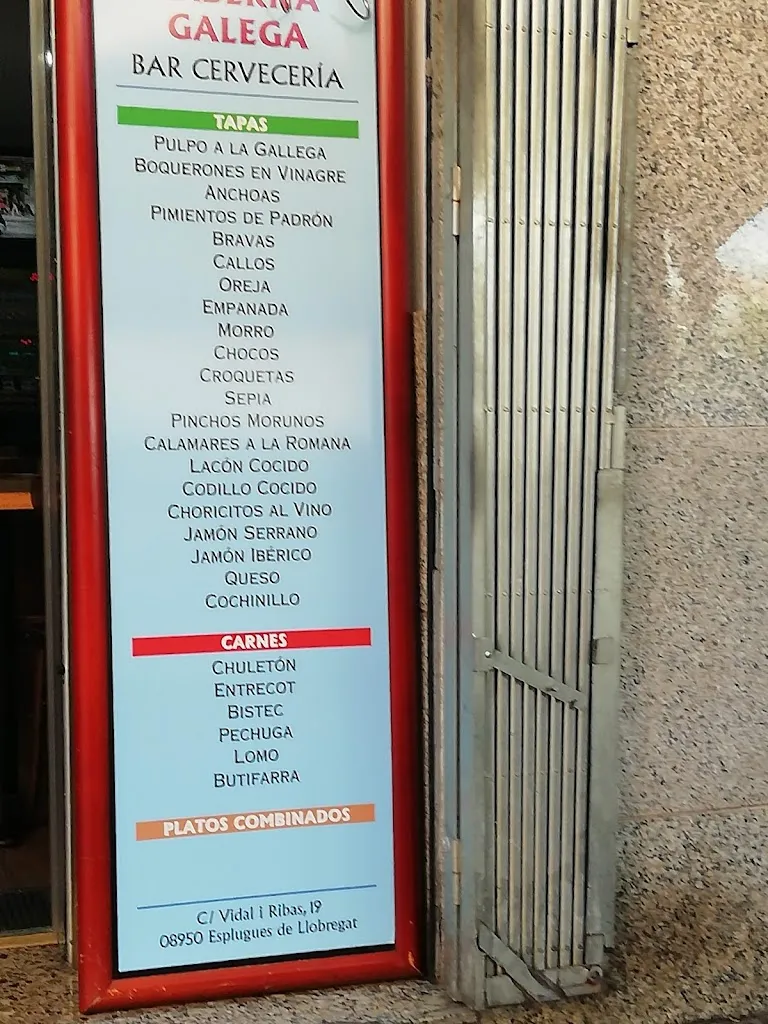 GALEGA
BAR CERVECERÍA
TAPAS
PULPO A LA GALLEGA
BOQUERONES EN VINAGRE
ANCHOAS
PIMIENTOS DE PADRÓN
BRAVAS
CALLOS
OREJA
EMPANADA
MORRO
CHOCOS
CROQUETAS
SEPIA
PINCHOS MORUNOS
CALAMARES A LA ROMANA
LACÓN COCIDO
CODILLO COCIDO
CHORICITOS AL VINO
JAMÓN SERRANO
JAMÓN IBÉRICO
QUESO
COCHINILLO
CARNES
CHULETÓN
ENTRECOT
BISTEC
PECHUGA
LOMO
BUTIFARRA
PLATOS COMBINADOS
C/ Vidal i Ribas, 19
08950 Esplugues de Llobregat